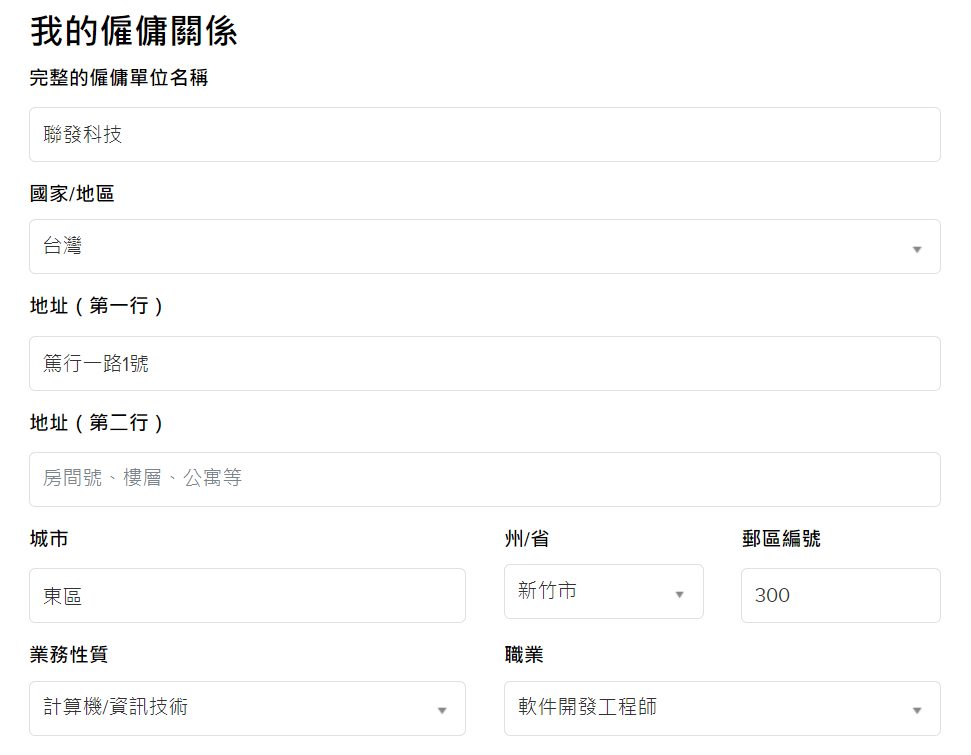 我的僱傭關係
完整的僱傭單位名稱
聯發科技
國家/地區
台灣
地址（第一行）
篤行一路1號
地址（第二行）
房間號、樓層、公寓等
城市 州/省 郵區編號
東區 新竹市 300
業務性質 職業
計算機/資訊技術 軟件開發工程師